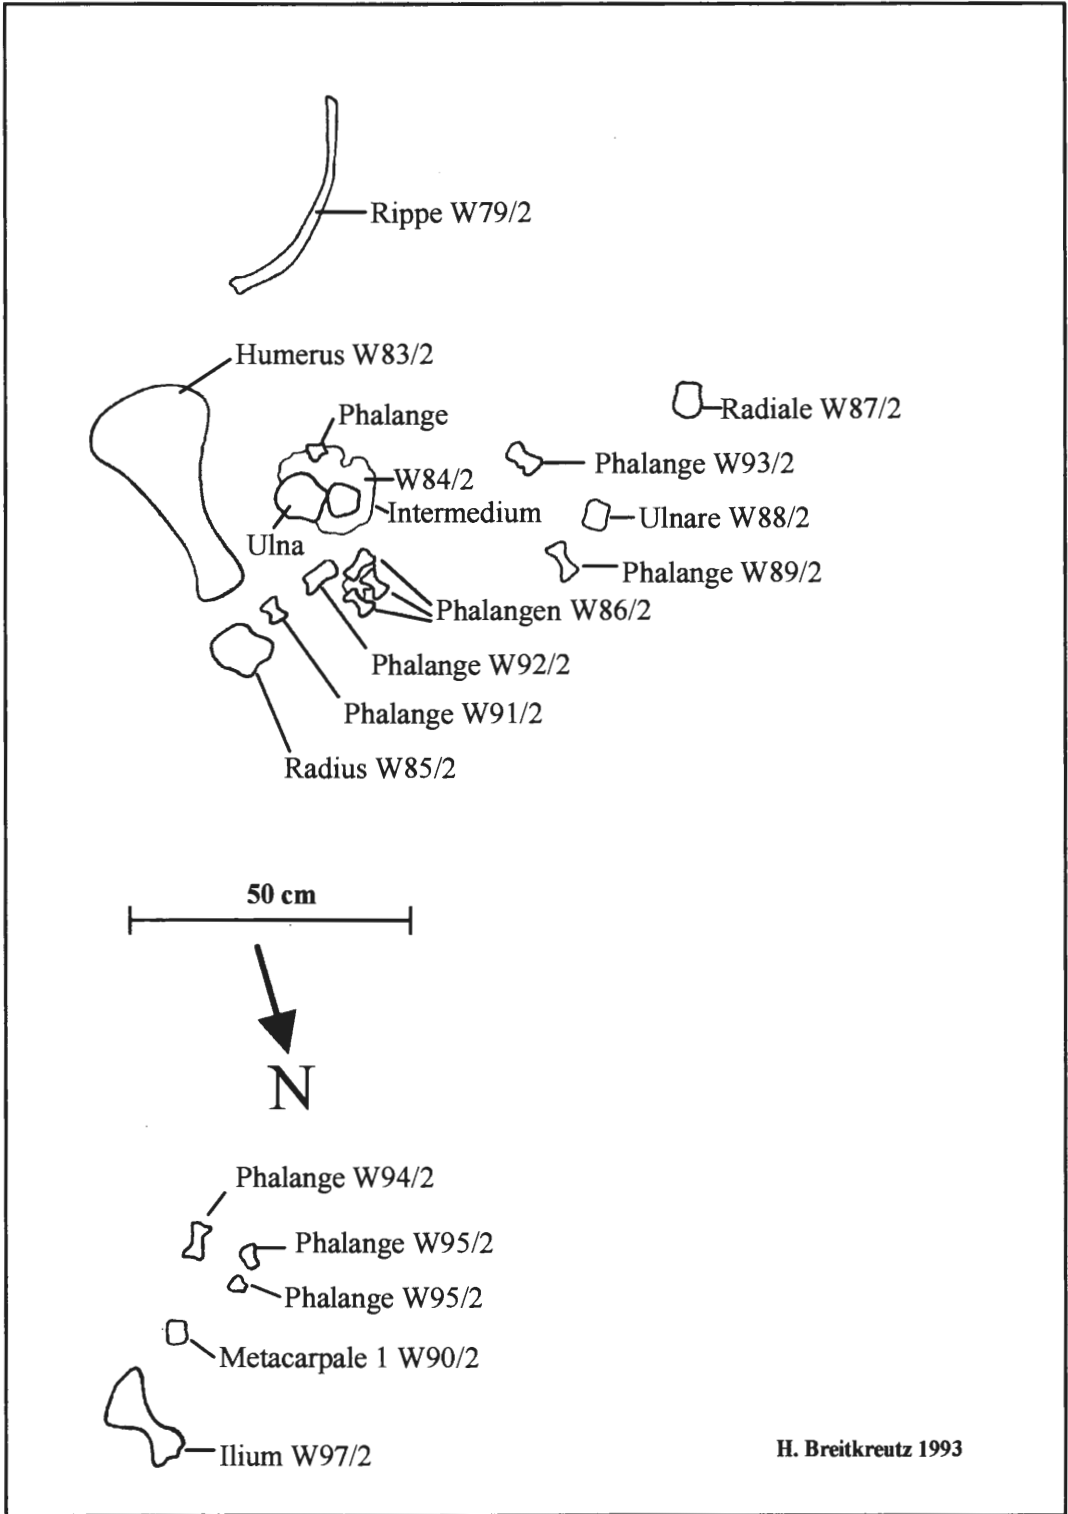 Rippe W79/2
Humerus W83/2
Phalange
Radiale W87/2
W84/2
Phalange W93/2
Intermedium
Ulnare W88/2
Ulna
Phalange W89/2
Phalangen W86/2
Phalange W92/2
Phalange W91/2
Radius W85/2
50 cm
N
Phalange W94/2
Phalange W95/2
Phalange W95/2
Metacarpale 1 W90/2
Ilium W97/2
H. Breitkreutz 1993